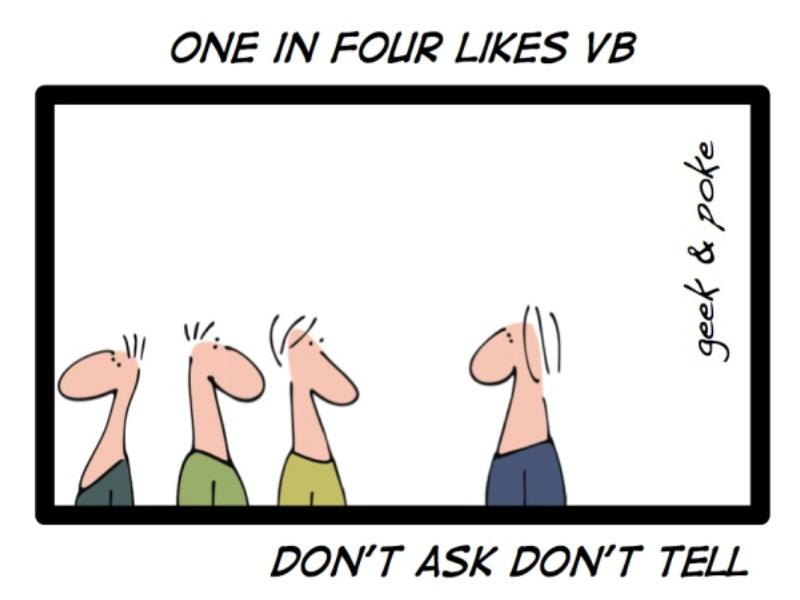 ONE IN FOUR LIKES VB
geek & poke
DON'T ASK DON'T TELL